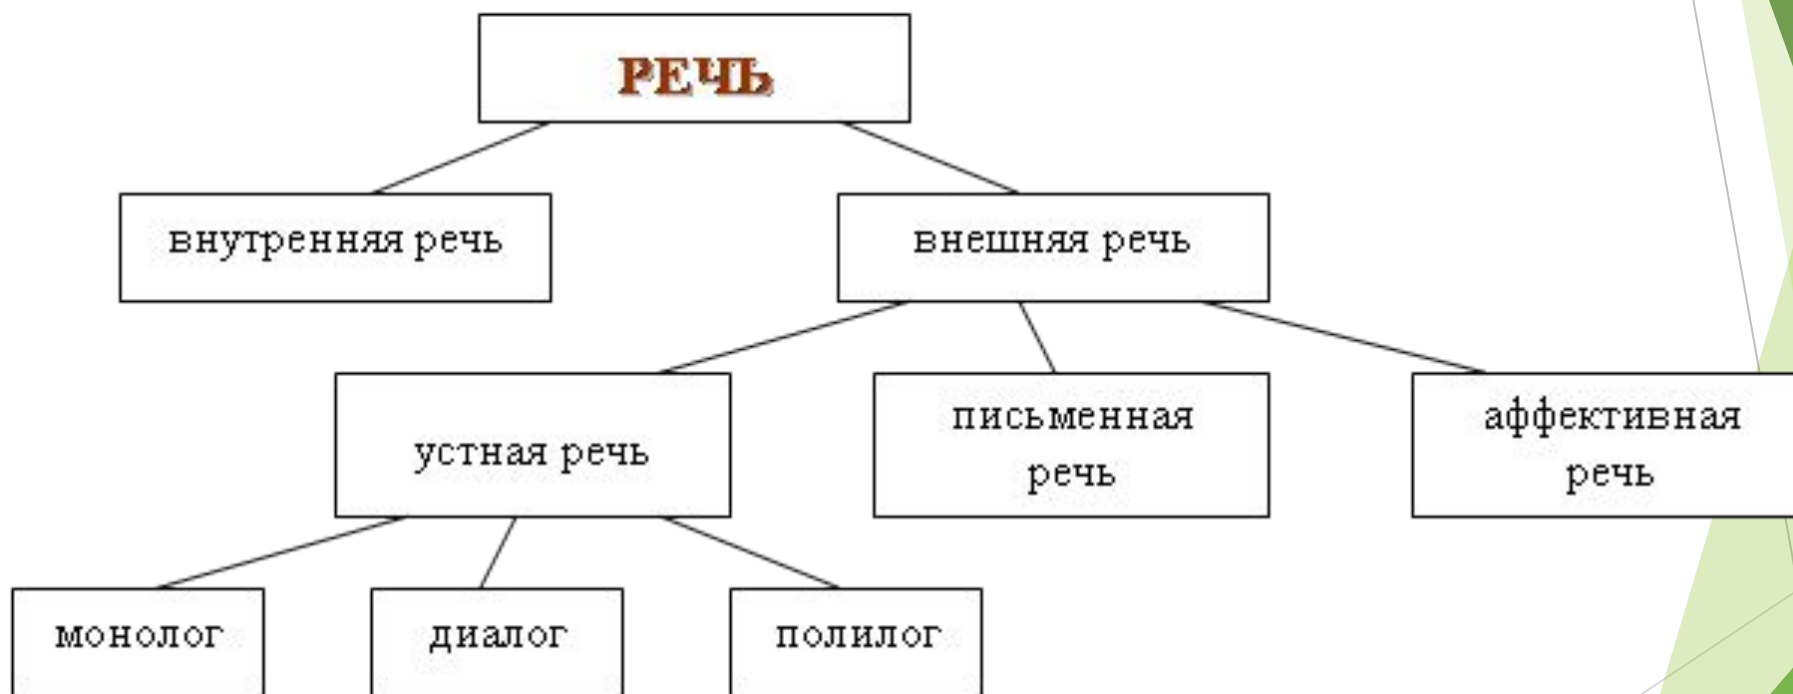 РЕЧЬ
внутренняя речь
внешняя речь
устная речь
письменная
речь
аффективная
речь
монолог
диалог
полилог